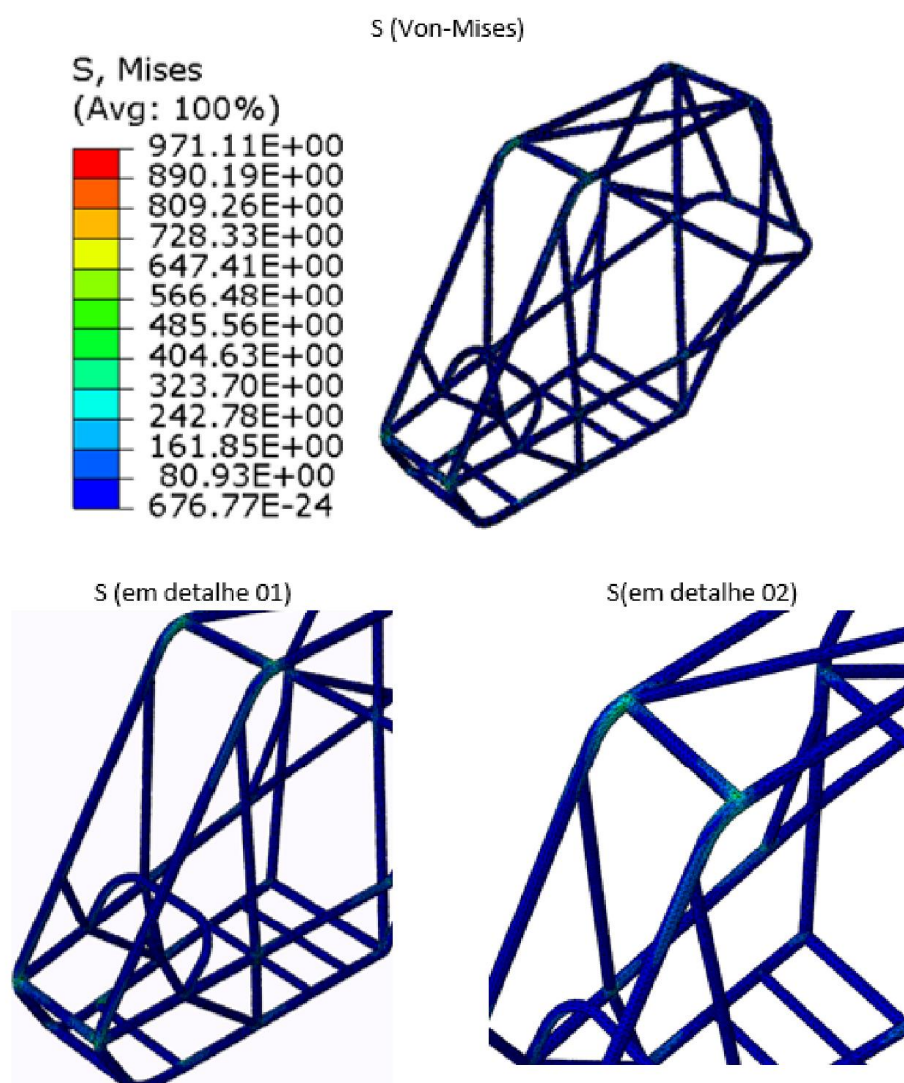 S (Von-Mises)
S, Mises
(Avg: 100%)
971.11E+00
890.19E+00
809.26E+00
728.33E+00
647.41E+00
566.48E+00
485.56E+00
404.63E+00
323.70E+00
242.78E+00
161.85E+00
80.93E+00
676.77E-24
S (em detalhe 01)
S(em detalhe 02)